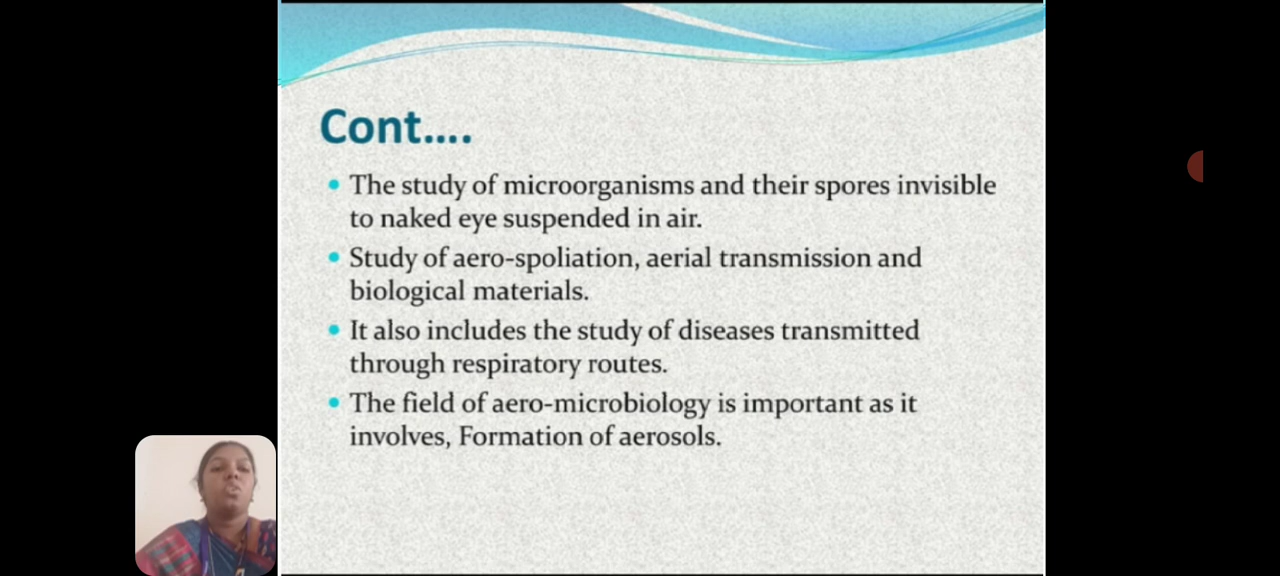 Cont....
The study of microorganisms and their spores invisible
to naked eye suspended in air.
Study of aero-spoliation, aerial transmission and
biological materials.
It also includes the study of diseases transmitted
through respiratory routes.
The field of aero-microbiology is important as it
involves, Formation of aerosols.